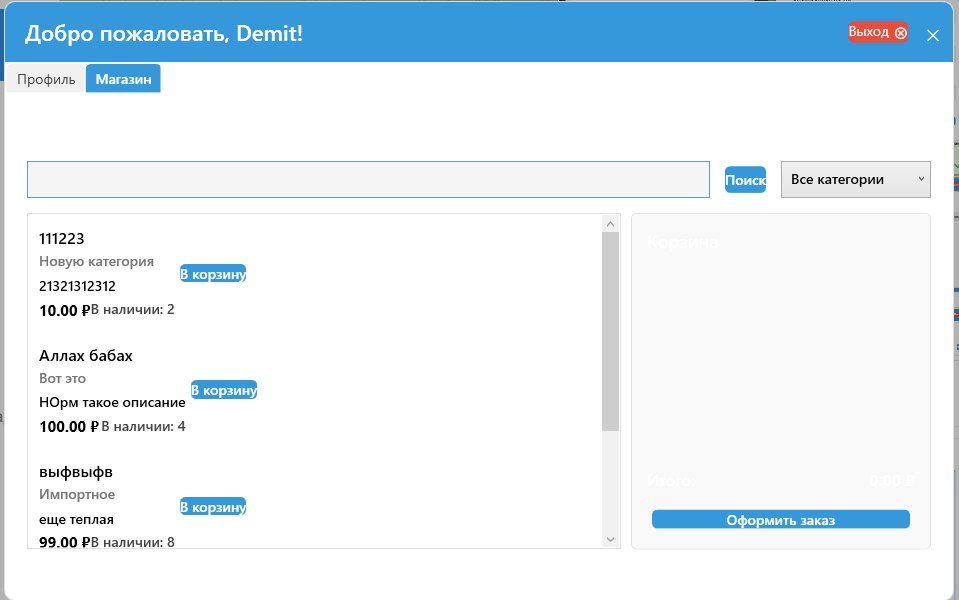 Добро пожаловать, Demit!
Выход
Профиль
Магазин
Поиск
Все категории
111223
Новую категория
21321312312
10.00 ₽ В наличии: 2
В корзину
Аллах бабах
Вот это
НОрм такое описание
100.00 ₽ В наличии: 4
В корзину
выфвыфв
Импортное
еще теплая
99.00 ₽ В наличии: 8
В корзину
Корзина
Итого:
0.00 ₽
Оформить заказ